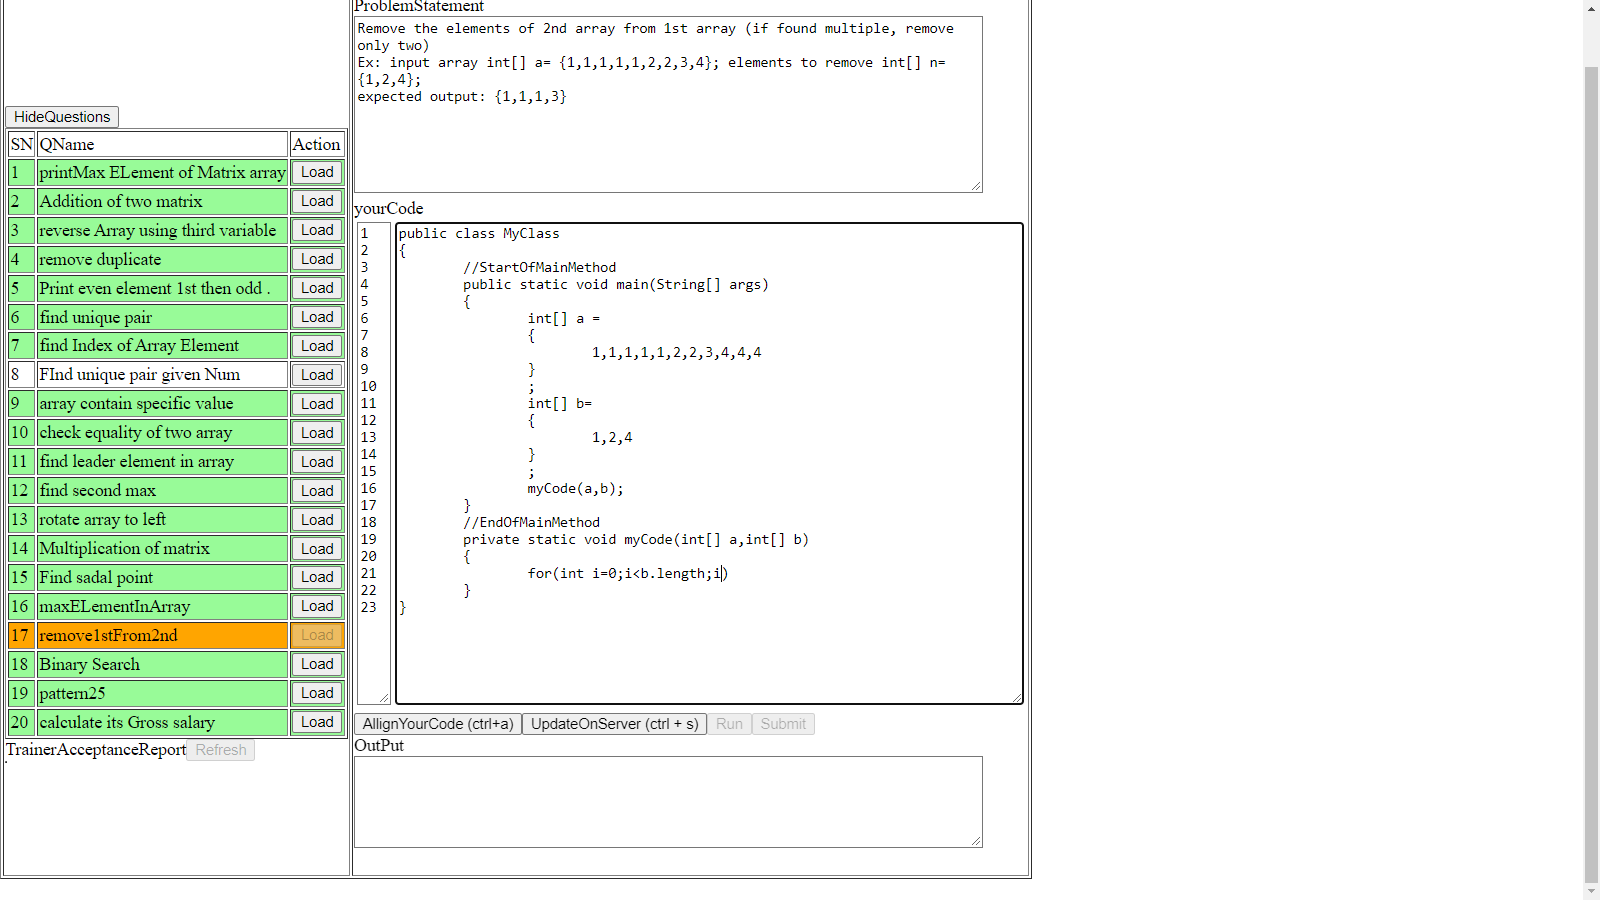 HideQuestions
SN QName Action
1 printMax ELement of Matrix array Load
2 Addition of two matrix Load
3 reverse Array using third variable Load
4 remove duplicate Load
5 Print even element 1st then odd . Load
6 find unique pair Load
7 find Index of Array Element Load
8 FInd unique pair given Num Load
9 array contain specific value Load
10 check equality of two array Load
11 find leader element in array Load
12 find second max Load
13 rotate array to left Load
14 Multiplication of matrix Load
15 Find sadal point Load
16 maxELementInArray Load
17 remove1stFrom2nd Load
18 Binary Search Load
19 pattern25 Load
20 calculate its Gross salary Load
TrainerAcceptanceReport Refresh
ProblemStatement
Remove the elements of 2nd array from 1st array (if found multiple, remove
only two)
Ex: input array int[] a= {1,1,1,1,1,2,2,3,4}; elements to remove int[] n=
{1,2,4};
expected output: {1,1,1,3}
yourCode
1 public class MyClass
2 {
3 //StartOfMainMethod
4 public static void main(String[] args)
5 {
6 int[] a =
7 {
8 1,1,1,1,1,2,2,3,4,4,4
9 }
10 ;
11 int[] b=
12 {
13 1,2,4
14 }
15 ;
16 myCode(a,b);
17 }
18 //EndOfMainMethod
19 private static void myCode(int[] a,int[] b)
20 {
21 for(int i=0;i<b.length;i)
22 }
23 }
AllignYourCode (ctrl+a) UpdateOnServer (ctrl + s) Run Submit
OutPut